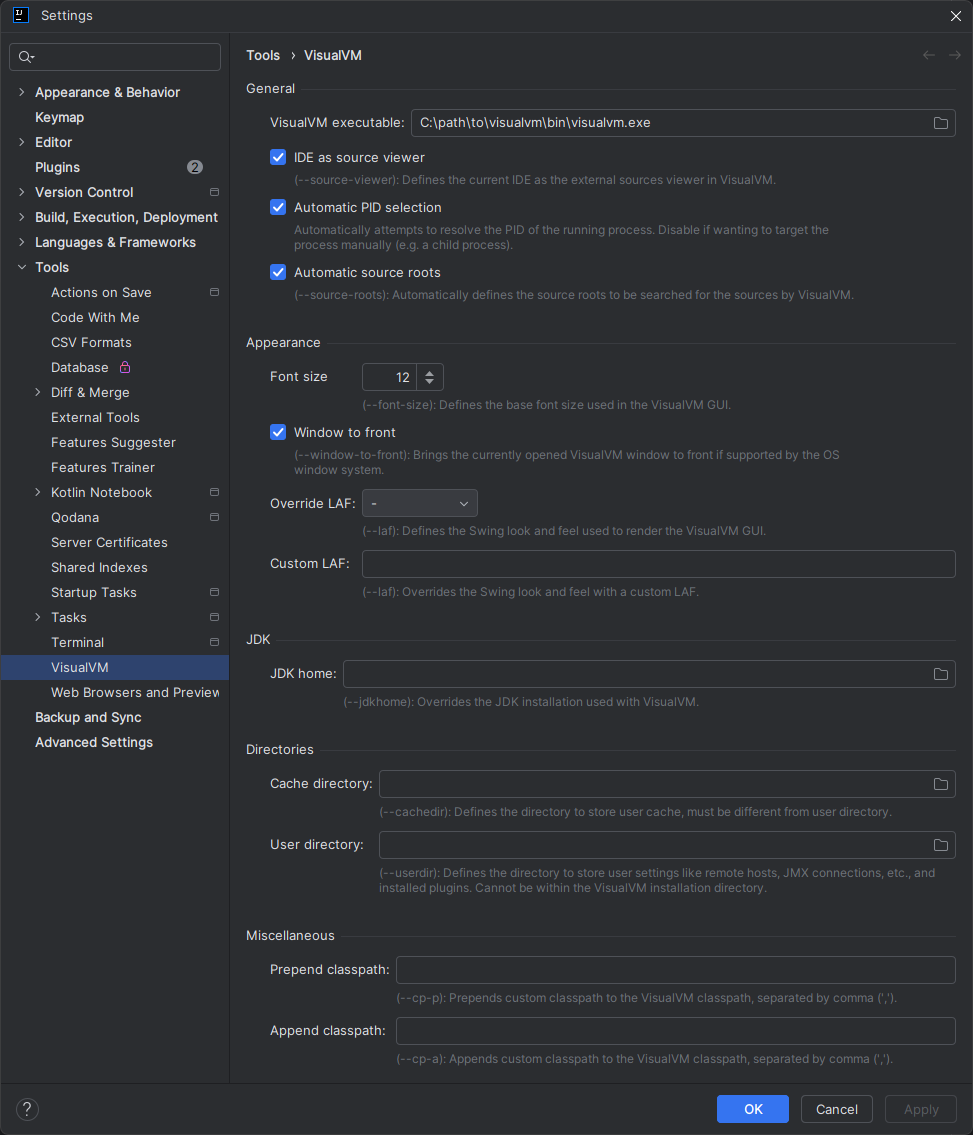 IJ
Settings
Appearance & Behavior
Keymap
Editor
Plugins 2
Version Control
Build, Execution, Deployment
Languages & Frameworks
Tools
Actions on Save
Code With Me
CSV Formats
Database
Diff & Merge
External Tools
Features Suggester
Features Trainer
Kotlin Notebook
Qodana
Server Certificates
Shared Indexes
Startup Tasks
Tasks
Terminal
VisualVM
Web Browsers and Preview
Backup and Sync
Advanced Settings
Tools › VisualVM
General
VisualVM executable: C:\path\to\visualvm\bin\visualvm.exe
IDE as source viewer
(--source-viewer): Defines the current IDE as the external sources viewer in VisualVM.
Automatic PID selection
Automatically attempts to resolve the PID of the running process. Disable if wanting to target the
process manually (e.g. a child process).
Automatic source roots
(--source-roots): Automatically defines the source roots to be searched for the sources by VisualVM.
Appearance
Font size 12
(--font-size): Defines the base font size used in the VisualVM GUI.
Window to front
(--window-to-front): Brings the currently opened VisualVM window to front if supported by the OS
window system.
Override LAF: -
(--laf): Defines the Swing look and feel used to render the VisualVM GUI.
Custom LAF:
(--laf): Overrides the Swing look and feel with a custom LAF.
JDK
JDK home:
(--jdkhome): Overrides the JDK installation used with VisualVM.
Directories
Cache directory:
(--cachedir): Defines the directory to store user cache, must be different from user directory.
User directory:
(--userdir): Defines the directory to store user settings like remote hosts, JMX connections, etc., and
installed plugins. Cannot be within the VisualVM installation directory.
Miscellaneous
Prepend classpath:
(--cp-p): Prepends custom classpath to the VisualVM classpath, separated by comma (',').
Append classpath:
(--cp-a): Appends custom classpath to the VisualVM classpath, separated by comma (',').
?
OK
Cancel
Apply